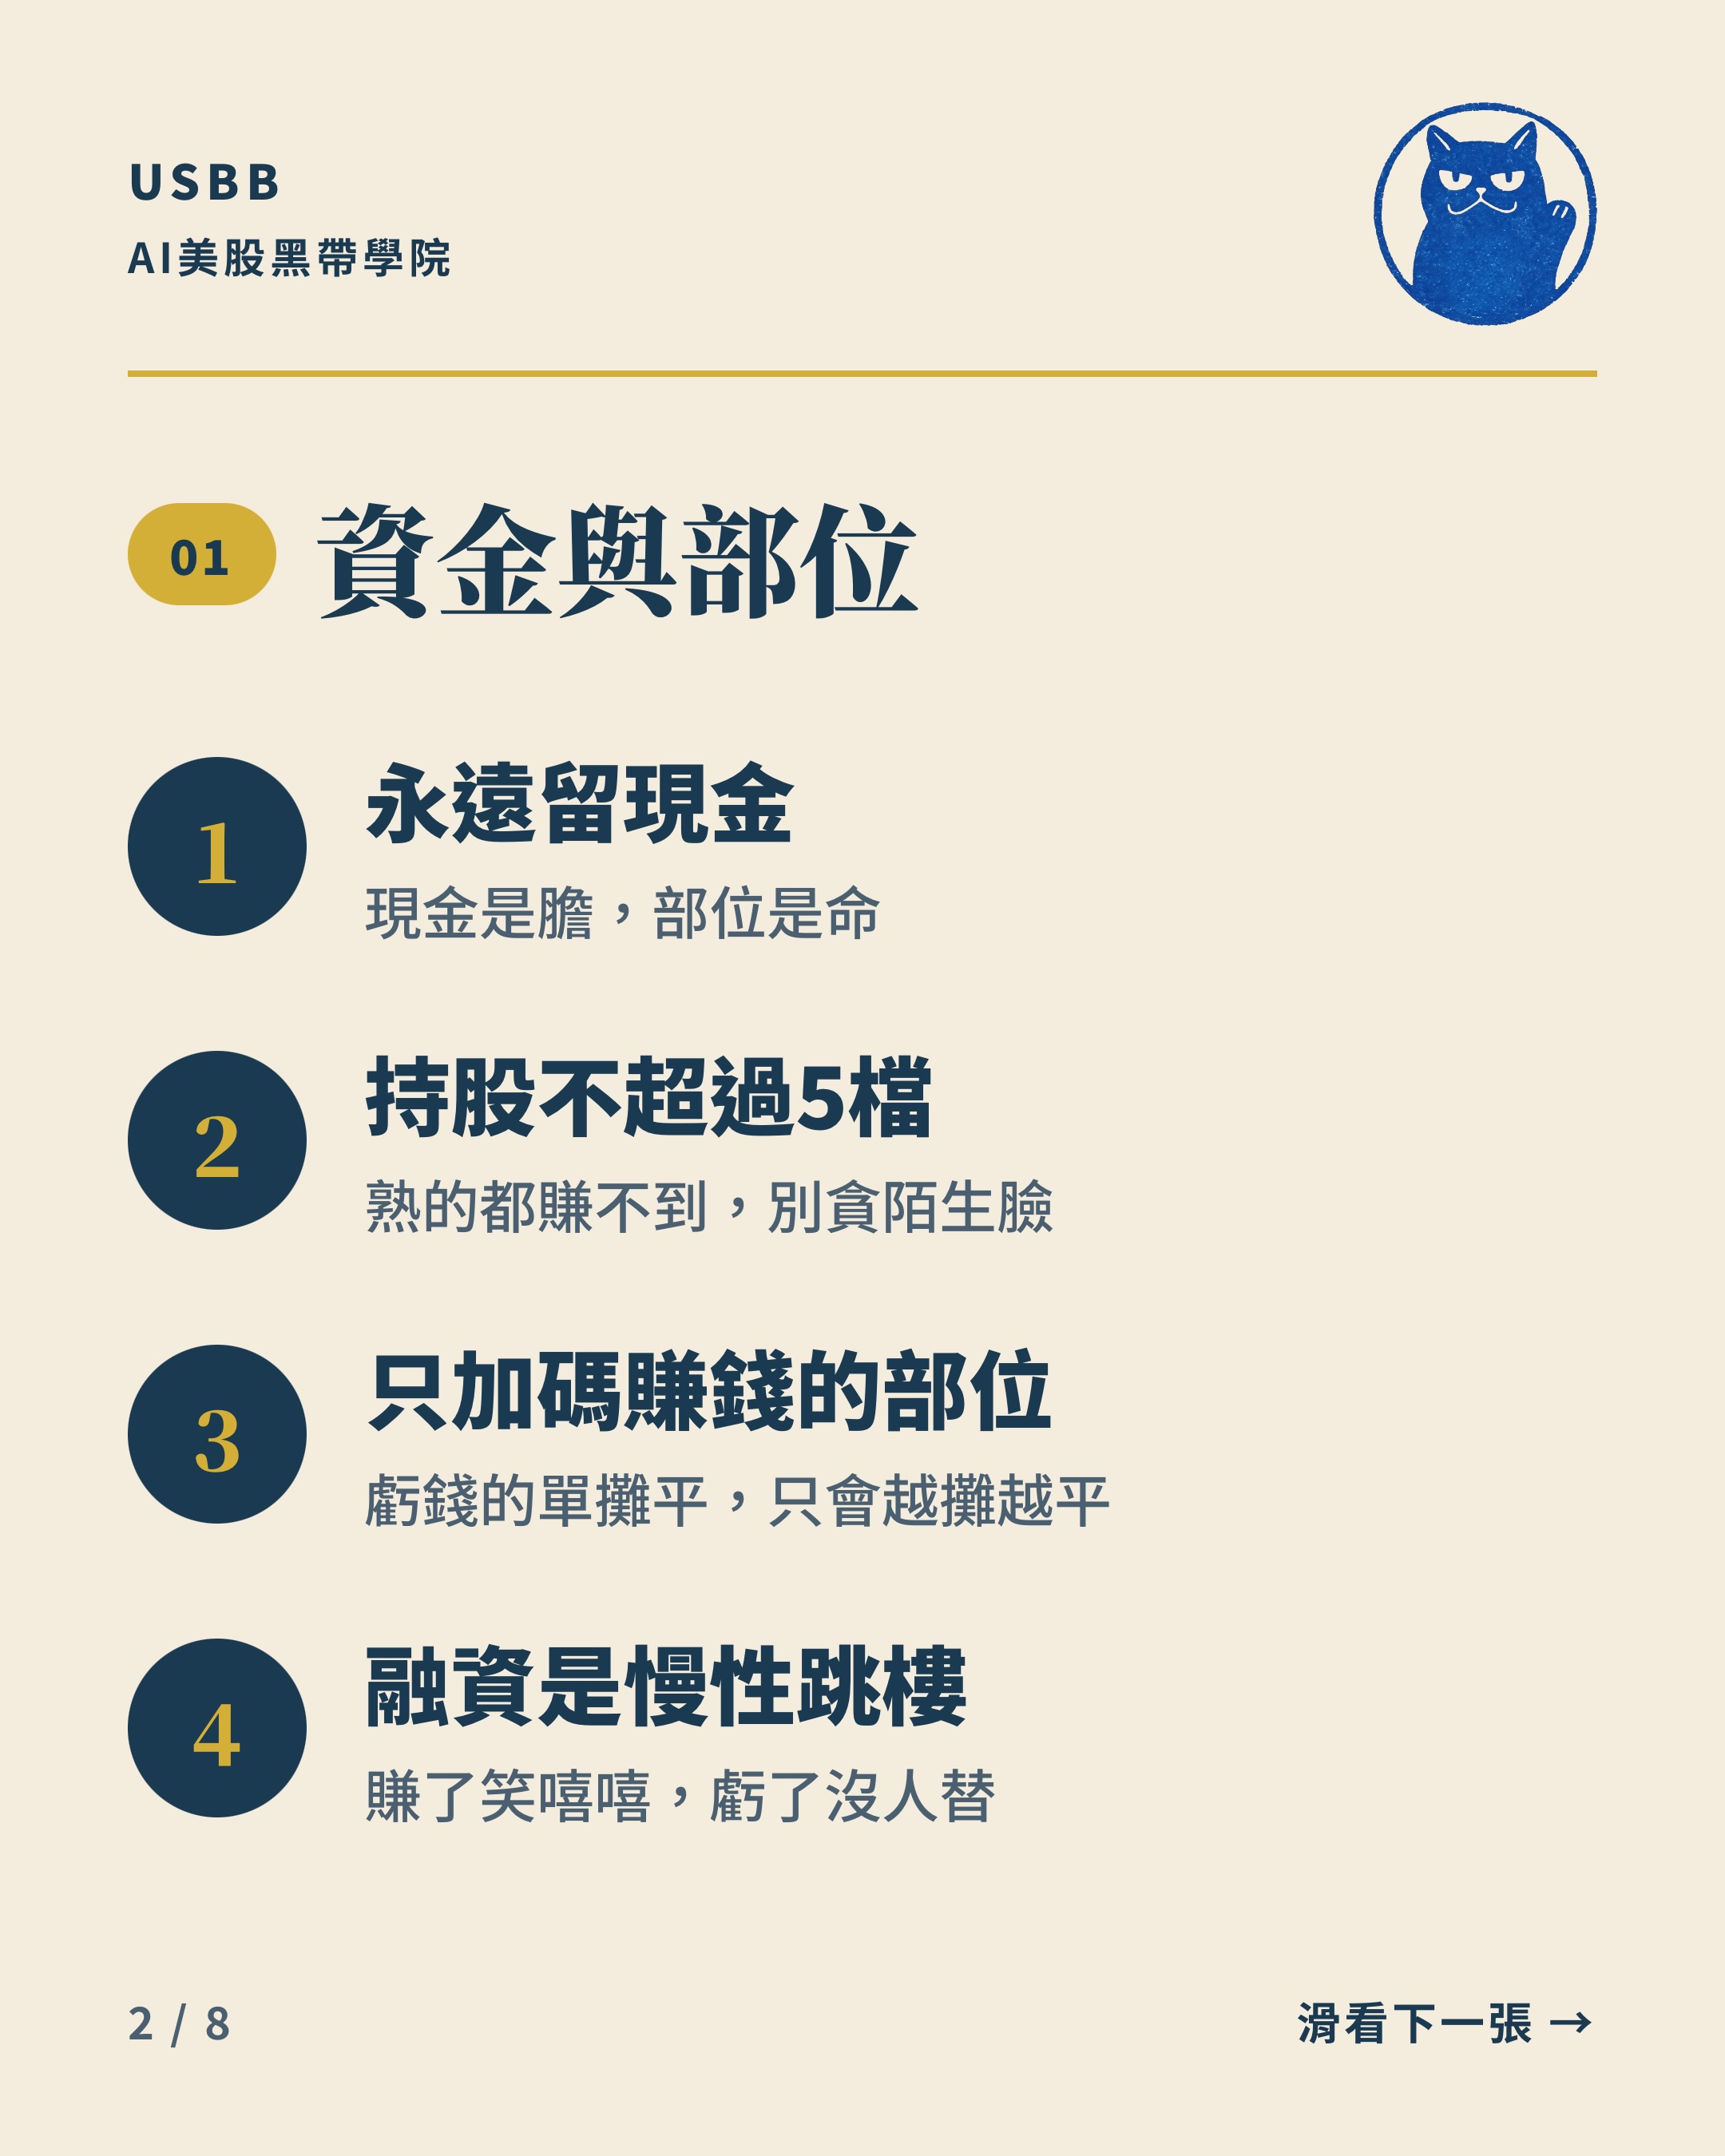 USBB
AI美股黑帶學院
01 資金與部位
1 永遠留現金
現金是膽，部位是命
2 持股不超過5檔
熟的都賺不到，別貪陌生臉
3 只加碼賺錢的部位
虧錢的單攤平，只會越攤越平
4 融資是慢性跳樓
賺了笑嘻嘻，虧了沒人替
2 / 8
滑看下一張 →